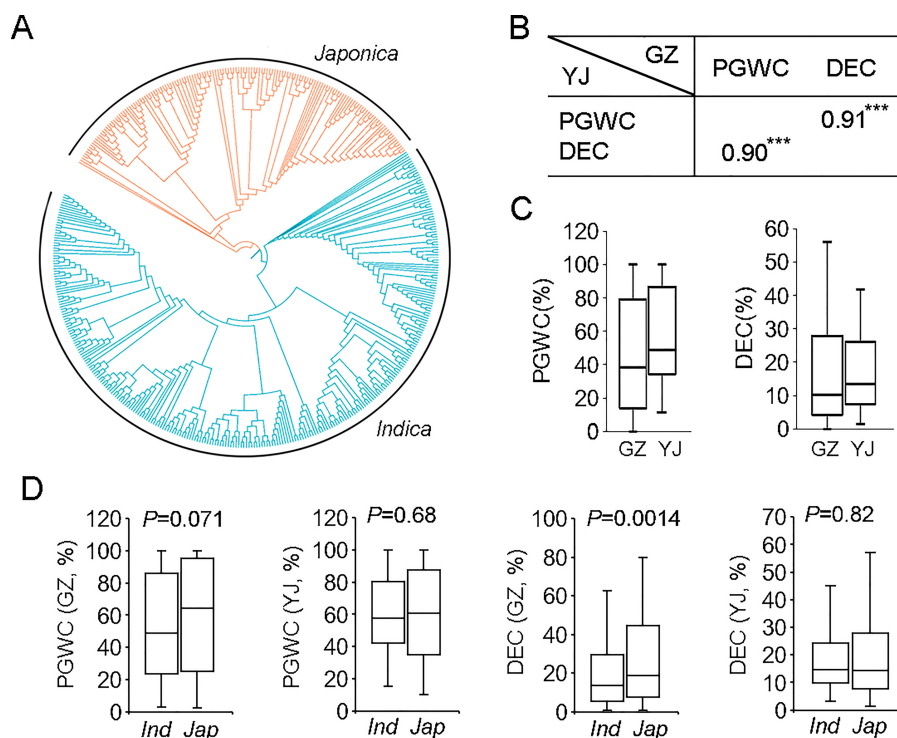 A
Japonica
Indica
B
GZ
YJ
PGWC DEC
PGWC 0.91***
DEC 0.90***
C
PGWC(%)
120
100
80
60
40
20
0
GZ YJ
DEC(%)
60
50
40
30
20
10
0
GZ YJ
D
PGWC (GZ, %)
P=0.071
120
100
80
60
40
20
0
Ind Jap
PGWC (YJ, %)
P=0.68
120
100
80
60
40
20
0
Ind Jap
DEC (GZ, %)
P=0.0014
100
80
60
40
20
0
Ind Jap
DEC (YJ, %)
P=0.82
70
60
50
40
30
20
10
0
Ind Jap